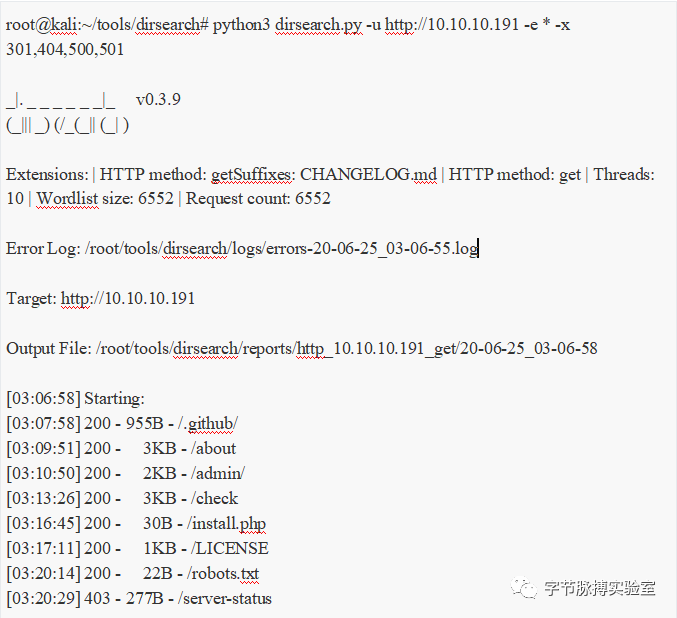 root@kali:~/tools/dirsearch# python3 dirsearch.py -u http://10.10.10.191 -e * -x
301,404,500,501
_|. _ _ _ _ _ _|_ v0.3.9
(_||| _) (/_(_|| (_| )
Extensions: | HTTP method: getSuffixes: CHANGELOG.md | HTTP method: get | Threads:
10 | Wordlist size: 6552 | Request count: 6552
Error Log: /root/tools/dirsearch/logs/errors-20-06-25_03-06-55.log
Target: http://10.10.10.191
Output File: /root/tools/dirsearch/reports/http_10.10.10.191_get/20-06-25_03-06-58
[03:06:58] Starting:
[03:07:58] 200 - 955B - /.github/
[03:09:51] 200 - 3KB - /about
[03:10:50] 200 - 2KB - /admin/
[03:13:26] 200 - 3KB - /check
[03:16:45] 200 - 30B - /install.php
[03:17:11] 200 - 1KB - /LICENSE
[03:20:14] 200 - 22B - /robots.txt
[03:20:29] 403 - 277B - /server-status
字节脉搏实验室